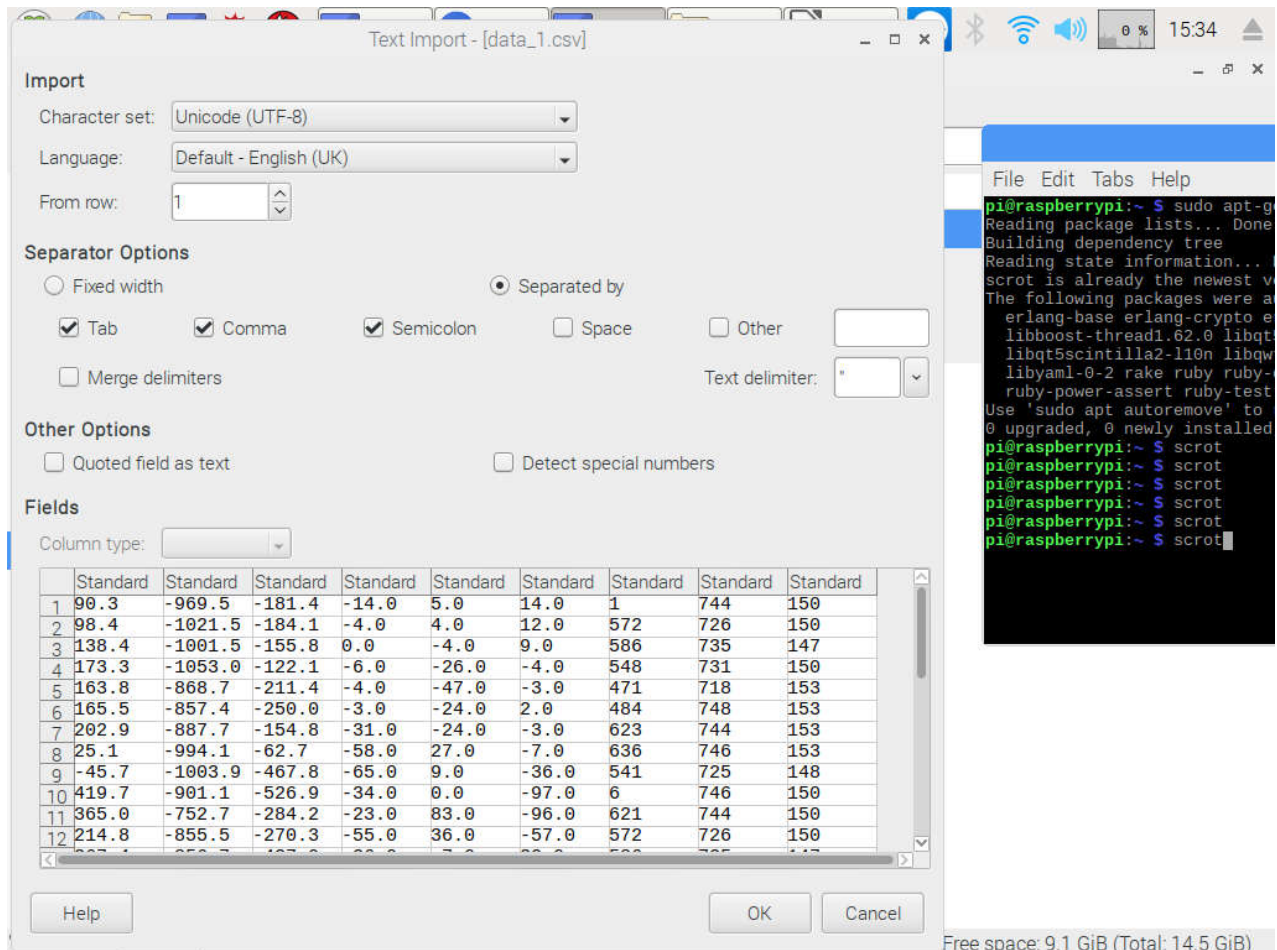 Text Import - [data_1.csv]
0 %
15:34
Import
Character set: Unicode (UTF-8)
Language: Default - English (UK)
From row: 1
Separator Options
Fixed width
Separated by
Tab Comma Semicolon Space Other
Merge delimiters
Text delimiter: "
Other Options
Quoted field as text
Detect special numbers
Fields
Column type:
Standard Standard Standard Standard Standard Standard Standard Standard Standard
1 90.3 -969.5 -181.4 -14.0 5.0 14.0 1 744 150
2 98.4 -1021.5 -184.1 -4.0 4.0 12.0 572 726 150
3 138.4 -1001.5 -155.8 0.0 -4.0 9.0 586 735 147
4 173.3 -1053.0 -122.1 -6.0 -26.0 -4.0 548 731 150
5 163.8 -868.7 -211.4 -4.0 -47.0 -3.0 471 718 153
6 165.5 -857.4 -250.0 -3.0 -24.0 2.0 484 748 153
7 202.9 -887.7 -154.8 -31.0 -24.0 -3.0 623 744 153
8 25.1 -994.1 -62.7 -58.0 27.0 -7.0 636 746 153
9 -45.7 -1003.9 -467.8 -65.0 9.0 -36.0 541 725 148
10 419.7 -901.1 -526.9 -34.0 0.0 -97.0 6 746 150
11 365.0 -752.7 -284.2 -23.0 83.0 -96.0 621 744 150
12 214.8 -855.5 -270.3 -55.0 36.0 -57.0 572 726 150
Help
OK
Cancel
File Edit Tabs Help
pi@raspberrypi:~ $ sudo apt-g
Reading package lists... Done
Building dependency tree
Reading state information...
scrot is already the newest v
The following packages were a
erlang-base erlang-crypto e
libboost-thread1.62.0 libqt5
libqt5scintilla2-l10n libqw
libyaml-0-2 rake ruby ruby-
ruby-power-assert ruby-test
Use 'sudo apt autoremove' to
0 upgraded, 0 newly installed
pi@raspberrypi:~ $ scrot
pi@raspberrypi:~ $ scrot
pi@raspberrypi:~ $ scrot
pi@raspberrypi:~ $ scrot
pi@raspberrypi:~ $ scrot
pi@raspberrypi:~ $ scrot
Free space: 9.1 GiB (Total: 14.5 GiB)